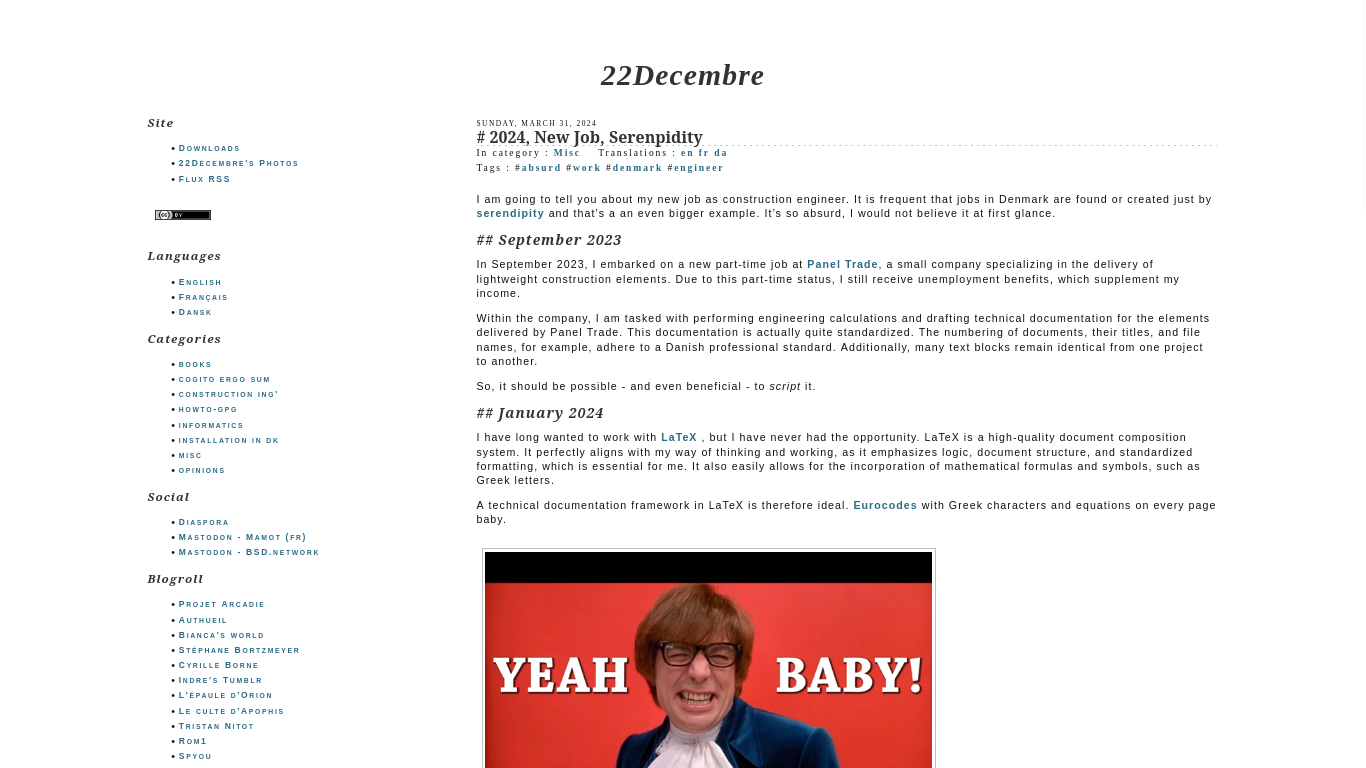 22Decembre
Site
• Downloads
• 22Decembre's Photos
• Flux RSS
(cc) BY
Languages
• English
• Français
• Dansk
Categories
• books
• cogito ergo sum
• construction ing'
• howto-gpg
• informatics
• installation in dk
• misc
• opinions
Social
• Diaspora
• Mastodon - Mamot (fr)
• Mastodon - BSD.network
Blogroll
• Projet Arcadie
• Authueil
• Bianca's world
• Stéphane Bortzmeyer
• Cyrille Borne
• Indre's Tumblr
• L'épaule d'Orion
• Le culte d'Apophis
• Tristan Nitot
• Rom1
• Spyou
SUNDAY, MARCH 31, 2024
# 2024, New Job, Serenpidity
In category : Misc Translations : en fr da
Tags : #absurd #work #denmark #engineer
I am going to tell you about my new job as construction engineer. It is frequent that jobs in Denmark are found or created just by
serendipity and that's a an even bigger example. It's so absurd, I would not believe it at first glance.
## September 2023
In September 2023, I embarked on a new part-time job at Panel Trade, a small company specializing in the delivery of
lightweight construction elements. Due to this part-time status, I still receive unemployment benefits, which supplement my
income.
Within the company, I am tasked with performing engineering calculations and drafting technical documentation for the elements
delivered by Panel Trade. This documentation is actually quite standardized. The numbering of documents, their titles, and file
names, for example, adhere to a Danish professional standard. Additionally, many text blocks remain identical from one project
to another.
So, it should be possible - and even beneficial - to script it.
## January 2024
I have long wanted to work with LaTeX , but I have never had the opportunity. LaTeX is a high-quality document composition
system. It perfectly aligns with my way of thinking and working, as it emphasizes logic, document structure, and standardized
formatting, which is essential for me. It also easily allows for the incorporation of mathematical formulas and symbols, such as
Greek letters.
A technical documentation framework in LaTeX is therefore ideal. Eurocodes with Greek characters and equations on every page
baby.
YEAH BABY!